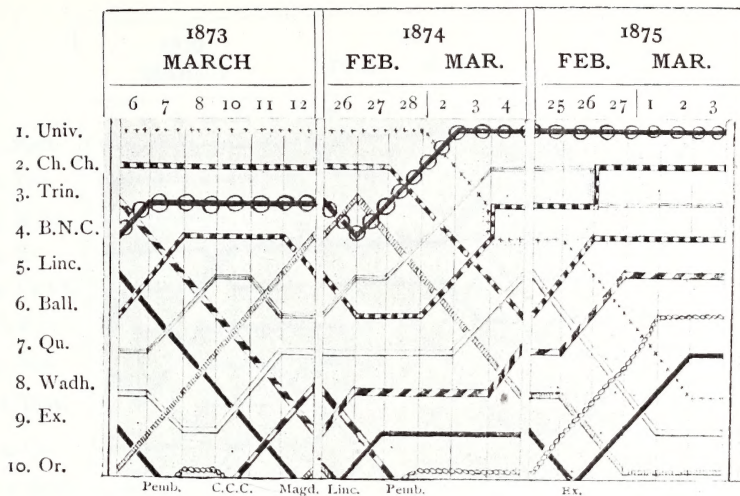 1873 1874 1875
MARCH FEB. MAR. FEB. MAR.
6 7 8 10 11 12 26 27 28 2 3 4 25 26 27 1 2 3
1. Univ.
2. Ch. Ch.
3. Trin.
4. B.N.C.
5. Linc.
6. Ball.
7. Qu.
8. Wadh.
9. Ex.
10. Or.
Pemb. C.C.C. Magd. Linc. Pemb. Ex.